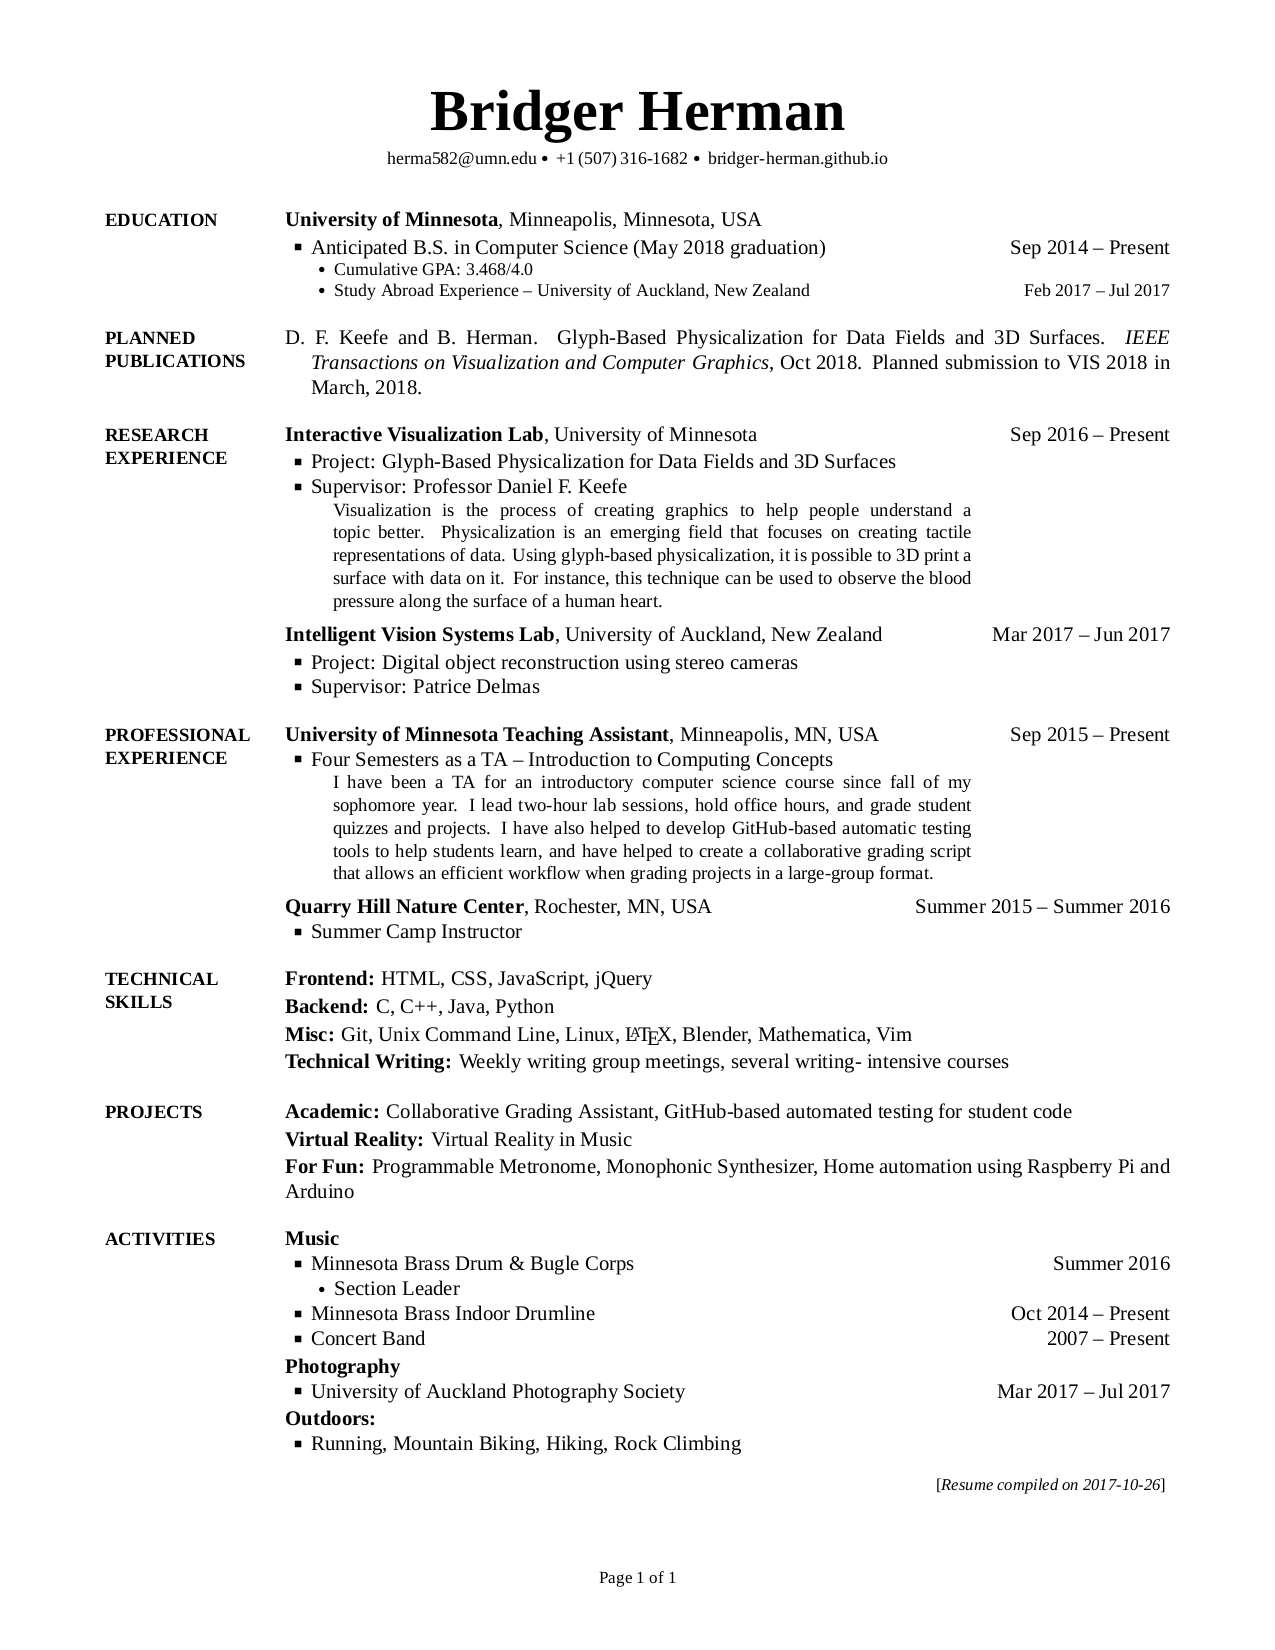 Bridger Herman
herma582@umn.edu • +1 (507) 316-1682 • bridger-herman.github.io
EDUCATION University of Minnesota, Minneapolis, Minnesota, USA
▪ Anticipated B.S. in Computer Science (May 2018 graduation) Sep 2014 – Present
• Cumulative GPA: 3.468/4.0
• Study Abroad Experience – University of Auckland, New Zealand Feb 2017 – Jul 2017
PLANNED D. F. Keefe and B. Herman. Glyph-Based Physicalization for Data Fields and 3D Surfaces. IEEE
PUBLICATIONS Transactions on Visualization and Computer Graphics, Oct 2018. Planned submission to VIS 2018 in
March, 2018.
RESEARCH Interactive Visualization Lab, University of Minnesota Sep 2016 – Present
EXPERIENCE ▪ Project: Glyph-Based Physicalization for Data Fields and 3D Surfaces
▪ Supervisor: Professor Daniel F. Keefe
Visualization is the process of creating graphics to help people understand a
topic better. Physicalization is an emerging field that focuses on creating tactile
representations of data. Using glyph-based physicalization, it is possible to 3D print a
surface with data on it. For instance, this technique can be used to observe the blood
pressure along the surface of a human heart.
Intelligent Vision Systems Lab, University of Auckland, New Zealand Mar 2017 – Jun 2017
▪ Project: Digital object reconstruction using stereo cameras
▪ Supervisor: Patrice Delmas
PROFESSIONAL University of Minnesota Teaching Assistant, Minneapolis, MN, USA Sep 2015 – Present
EXPERIENCE ▪ Four Semesters as a TA – Introduction to Computing Concepts
I have been a TA for an introductory computer science course since fall of my
sophomore year. I lead two-hour lab sessions, hold office hours, and grade student
quizzes and projects. I have also helped to develop GitHub-based automatic testing
tools to help students learn, and have helped to create a collaborative grading script
that allows an efficient workflow when grading projects in a large-group format.
Quarry Hill Nature Center, Rochester, MN, USA Summer 2015 – Summer 2016
▪ Summer Camp Instructor
TECHNICAL Frontend: HTML, CSS, JavaScript, jQuery
SKILLS Backend: C, C++, Java, Python
Misc: Git, Unix Command Line, Linux, LATEX, Blender, Mathematica, Vim
Technical Writing: Weekly writing group meetings, several writing- intensive courses
PROJECTS Academic: Collaborative Grading Assistant, GitHub-based automated testing for student code
Virtual Reality: Virtual Reality in Music
For Fun: Programmable Metronome, Monophonic Synthesizer, Home automation using Raspberry Pi and
Arduino
ACTIVITIES Music
▪ Minnesota Brass Drum & Bugle Corps Summer 2016
• Section Leader
▪ Minnesota Brass Indoor Drumline Oct 2014 – Present
▪ Concert Band 2007 – Present
Photography
▪ University of Auckland Photography Society Mar 2017 – Jul 2017
Outdoors:
▪ Running, Mountain Biking, Hiking, Rock Climbing
[Resume compiled on 2017-10-26]
Page 1 of 1